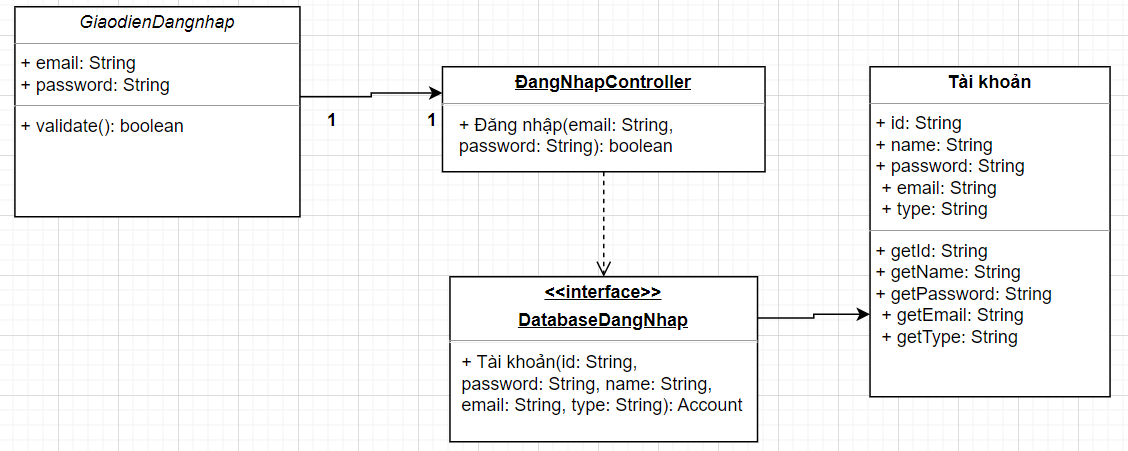 GiaodienDangnhap
+ email: String
+ password: String
+ validate(): boolean
1
1
ĐangNhapController
+ Đăng nhập(email: String,
password: String): boolean
<<interface>>
DatabaseDangNhap
+ Tài khoản(id: String,
password: String, name: String,
email: String, type: String): Account
Tài khoản
+ id: String
+ name: String
+ password: String
+ email: String
+ type: String
+ getId: String
+ getName: String
+ getPassword: String
+ getEmail: String
+ getType: String